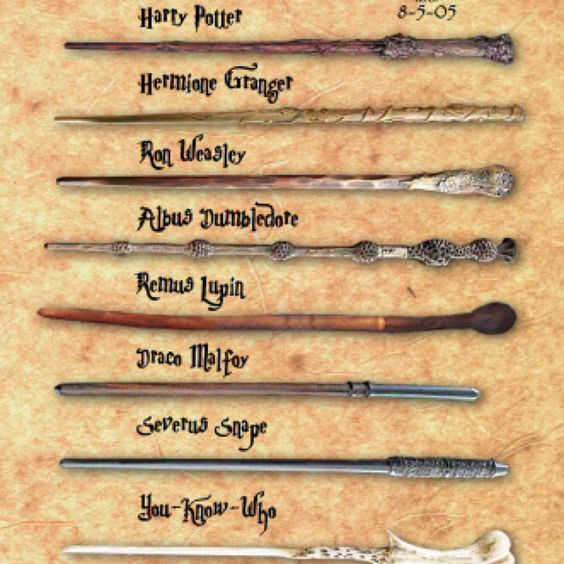 Harry Potter
8-5-05
Hermione Granger
Ron Weasley
Albus Dumbledore
Remus Lupin
Draco Malfoy
Severus Snape
You-Know-Who